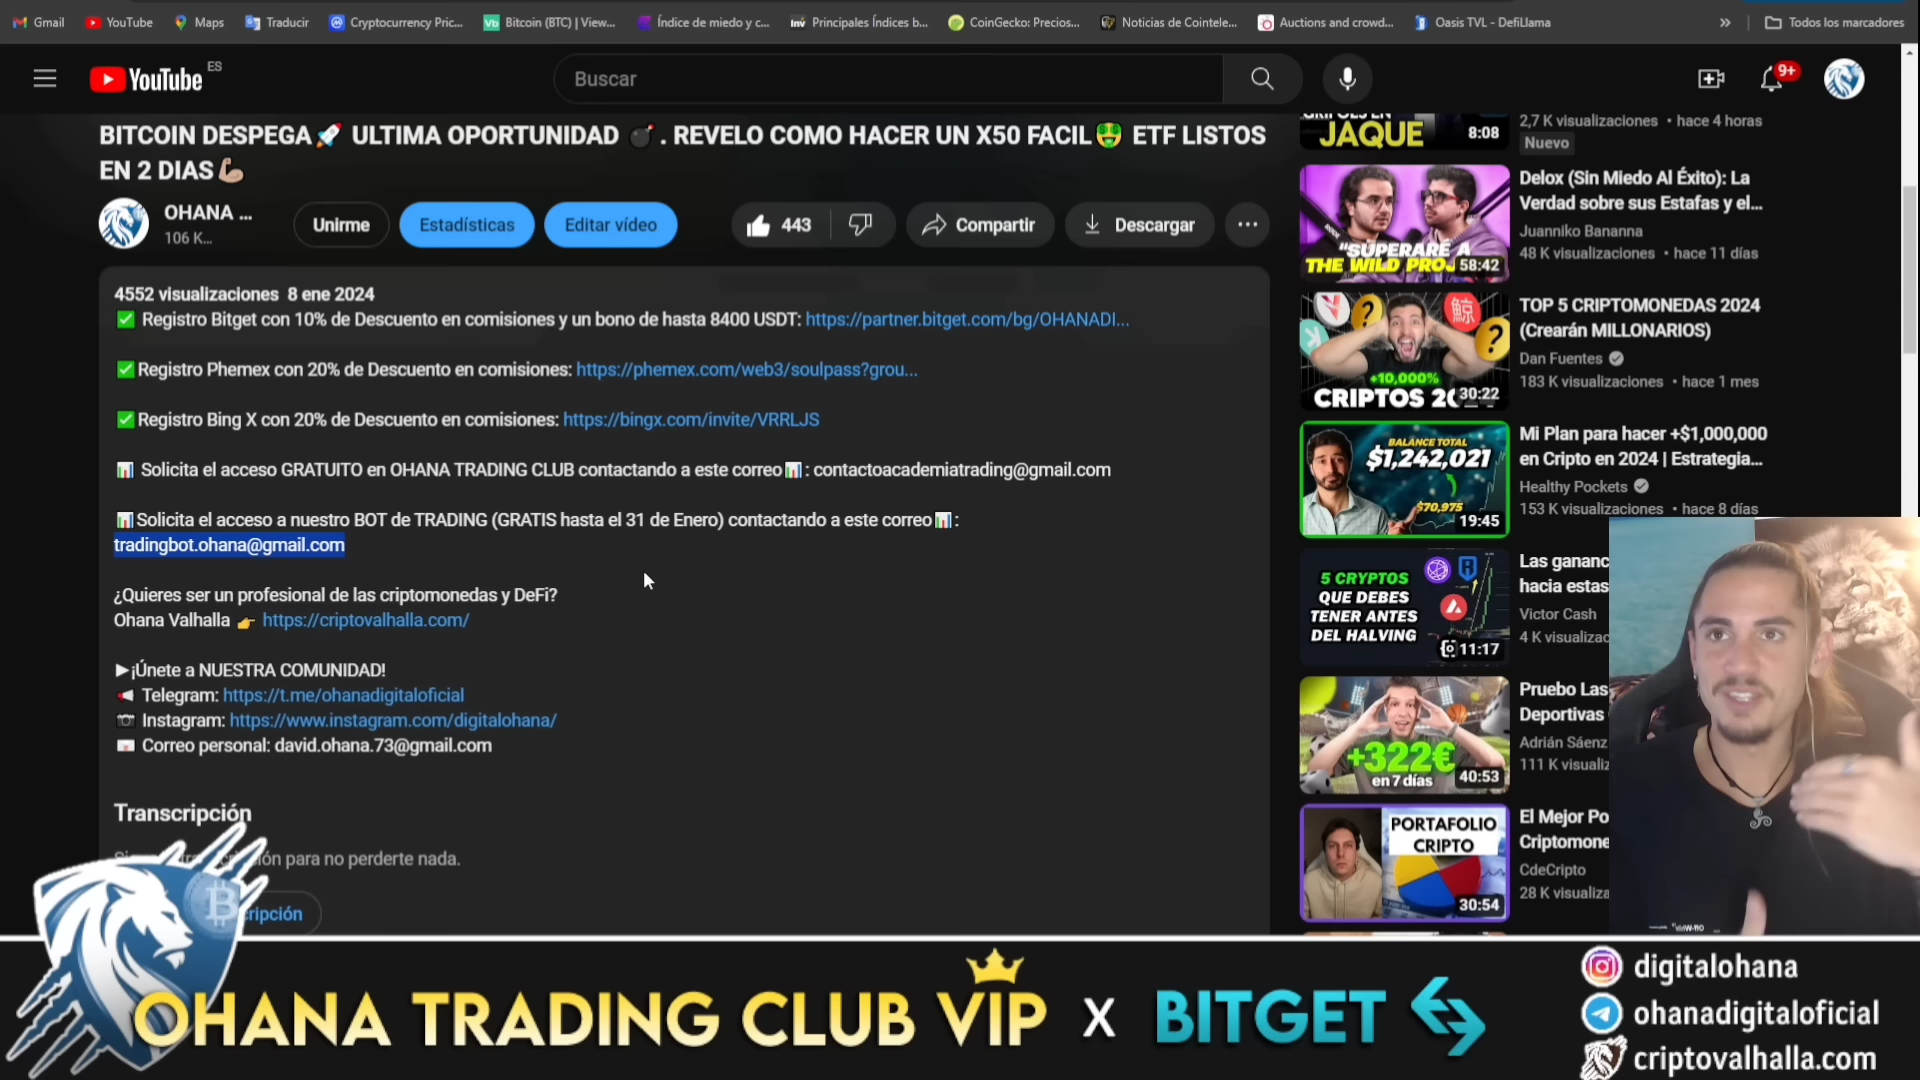 Gmail
YouTube
Maps
Traducir
Cryptocurrency Pric...
Bitcoin (BTC) | View...
Índice de miedo y c...
Principales Índices b...
CoinGecko: Precios...
Noticias de Cointele...
Auctions and crowd...
Oasis TVL - DefiLlama
»
Todos los marcadores
YouTube ES
Buscar
9+
BITCOIN DESPEGA🚀 ULTIMA OPORTUNIDAD 💣. REVELO COMO HACER UN X50 FACIL🤑 ETF LISTOS
EN 2 DIAS💪🏼
OHANA ...
106 K...
Unirme
Estadísticas
Editar vídeo
443
Compartir
Descargar
4552 visualizaciones 8 ene 2024
✅ Registro Bitget con 10% de Descuento en comisiones y un bono de hasta 8400 USDT: https://partner.bitget.com/bg/OHANADI...
✅Registro Phemex con 20% de Descuento en comisiones: https://phemex.com/web3/soulpass?grou...
✅Registro Bing X con 20% de Descuento en comisiones: https://bingx.com/invite/VRRLJS
📊 Solicita el acceso GRATUITO en OHANA TRADING CLUB contactando a este correo📊: contactoacademiatrading@gmail.com
📊Solicita el acceso a nuestro BOT de TRADING (GRATIS hasta el 31 de Enero) contactando a este correo📊:
tradingbot.ohana@gmail.com
¿Quieres ser un profesional de las criptomonedas y DeFi?
Ohana Valhalla 👉 https://criptovalhalla.com/
►¡Únete a NUESTRA COMUNIDAD!
📢 Telegram: https://t.me/ohanadigitaloficial
📷 Instagram: https://www.instagram.com/digitalohana/
📧 Correo personal: david.ohana.73@gmail.com
Transcripción
para no perderte nada.
JAQUE
8:08
2,7 K visualizaciones • hace 4 horas
Nuevo
"SUPERARÉ A
THE WILD PROJ
58:42
Delox (Sin Miedo Al Éxito): La
Verdad sobre sus Estafas y el...
Juanniko Bananna
48 K visualizaciones • hace 11 días
+10,000%
CRIPTOS 20
30:22
TOP 5 CRIPTOMONEDAS 2024
(Crearán MILLONARIOS)
Dan Fuentes
183 K visualizaciones • hace 1 mes
BALANCE TOTAL
$1,242,021
$70,975
19:45
Mi Plan para hacer +$1,000,000
en Cripto en 2024 | Estrategia...
Healthy Pockets
153 K visualizaciones • hace 8 días
5 CRYPTOS
QUE DEBES
TENER ANTES
DEL HALVING
11:17
Las gananc
hacia estas
Victor Cash
4 K visualizac
+322€
en 7 días
40:53
Pruebo Las
Deportivas
Adrián Sáenz
111 K visualiz
PORTAFOLIO
CRIPTO
30:54
El Mejor Po
Criptomone
CdeCripto
28 K visualiza
OHANA TRADING CLUB VIP X BITGET
digitalohana
ohanadigitaloficial
criptovalhalla.com